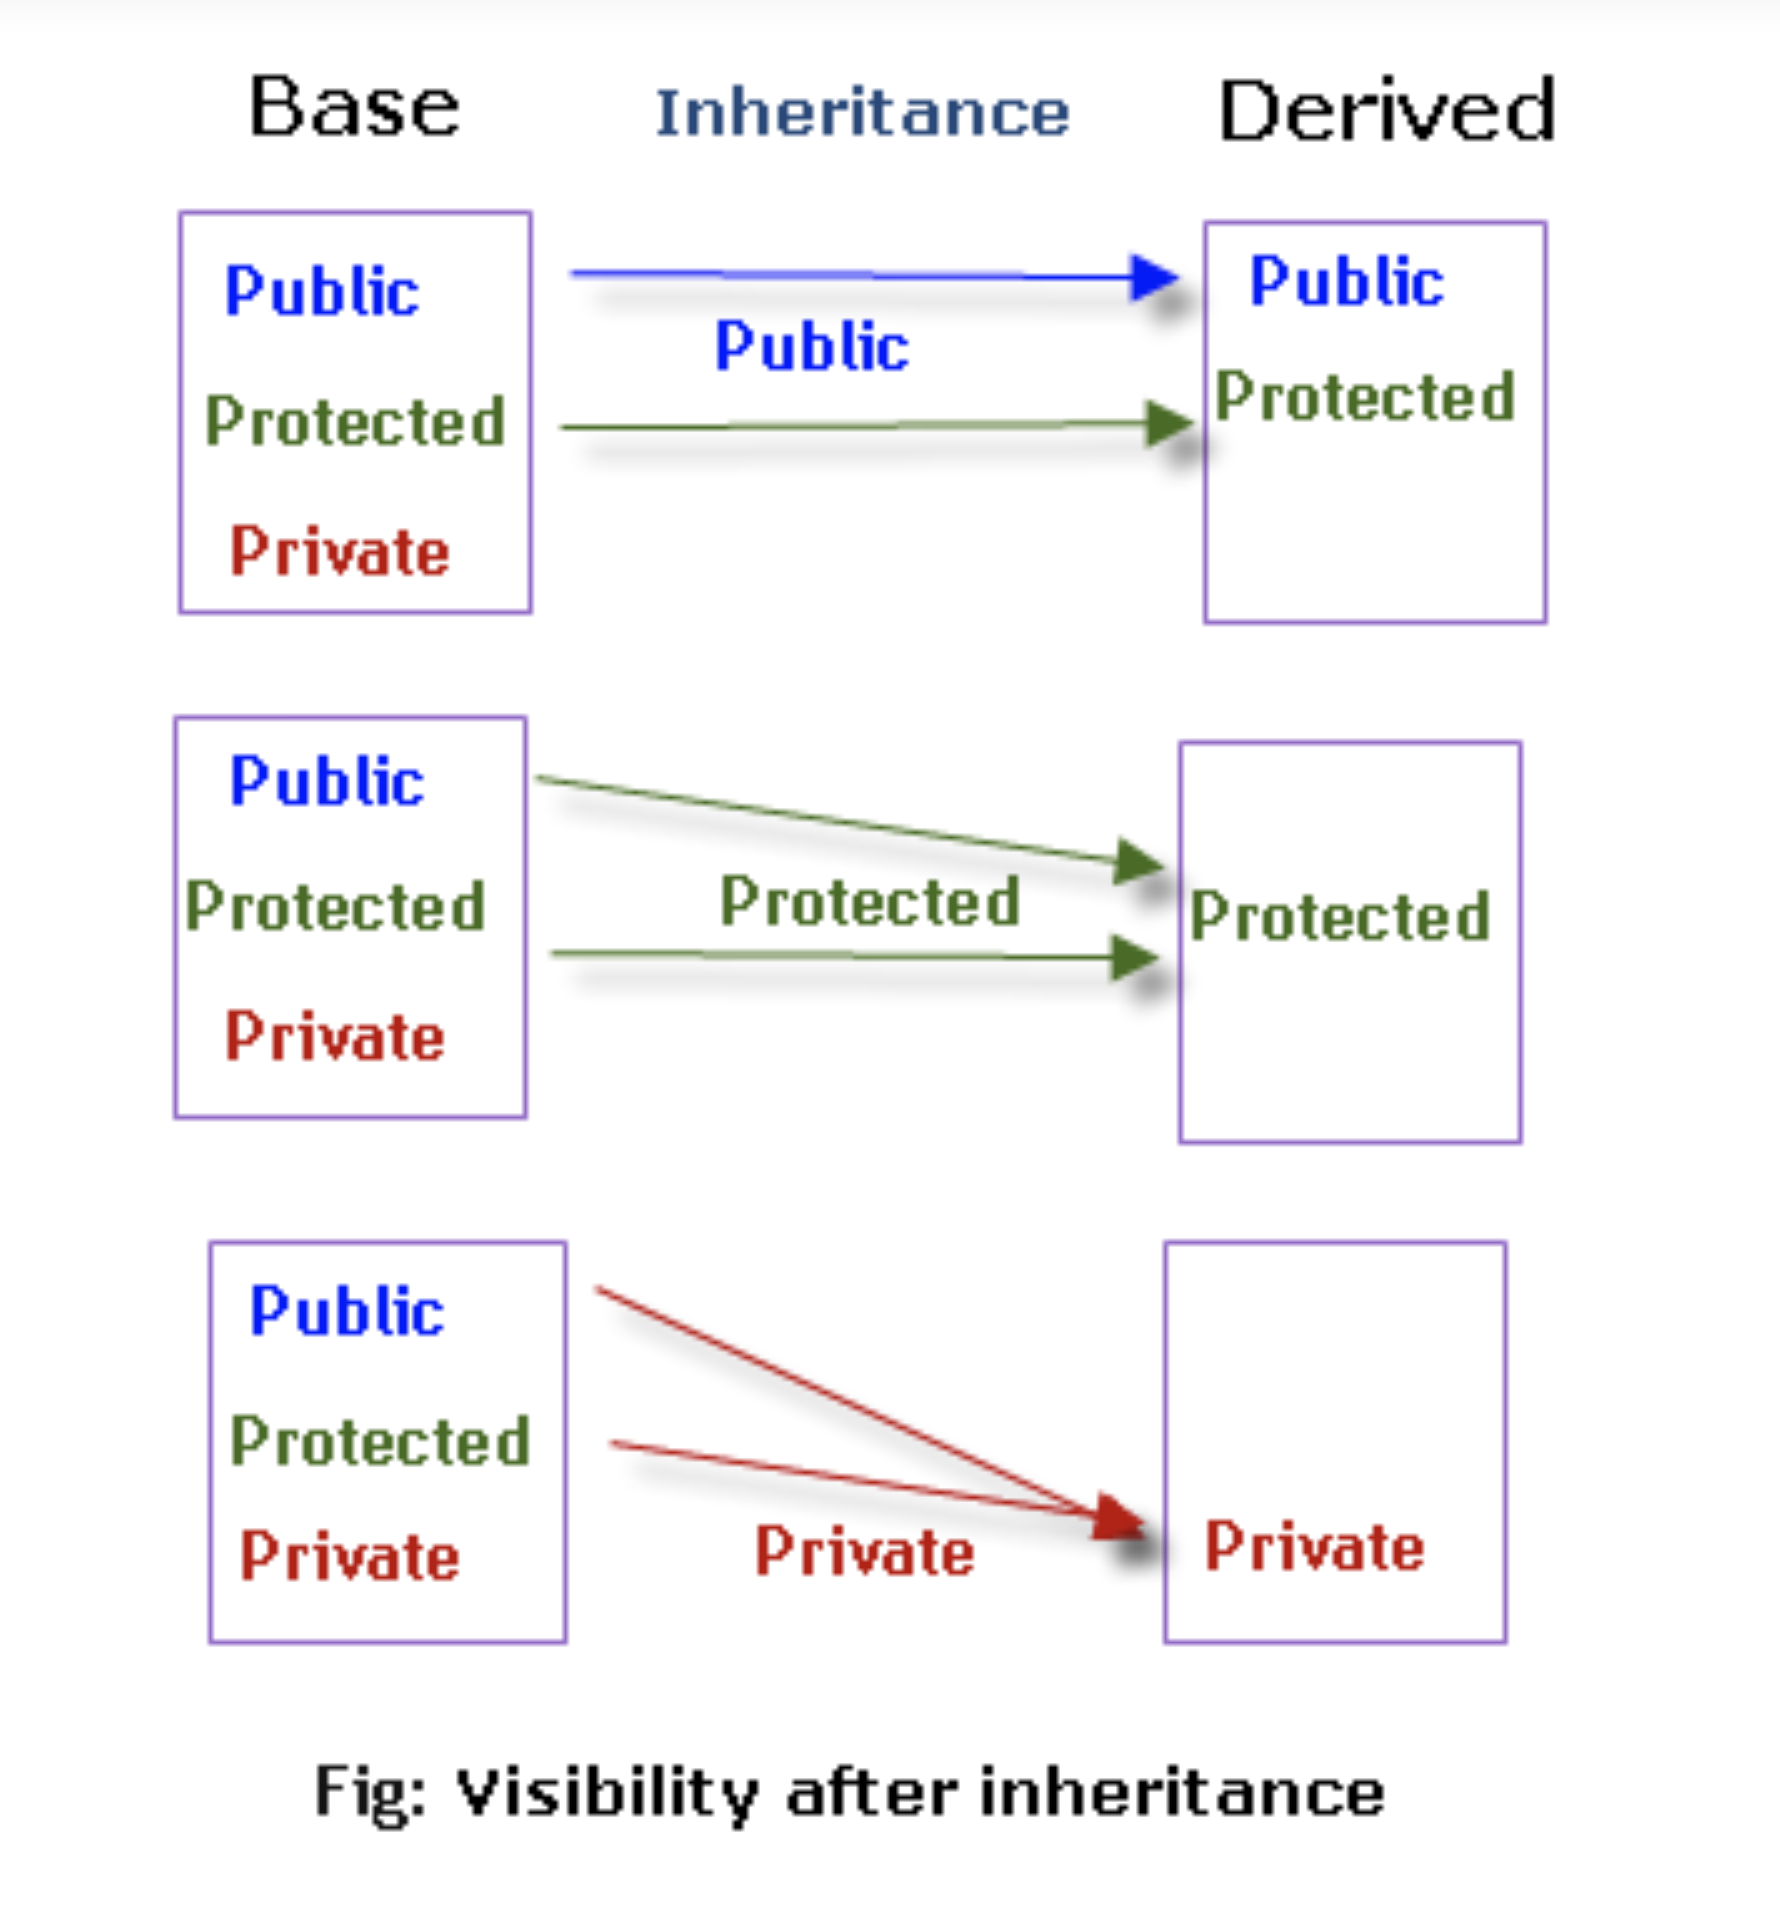 Base Inheritance Derived
Public Public
Public
Protected Protected
Private
Public
Protected Protected Protected
Private
Public
Protected
Private Private Private
Fig: Visibility after inheritance